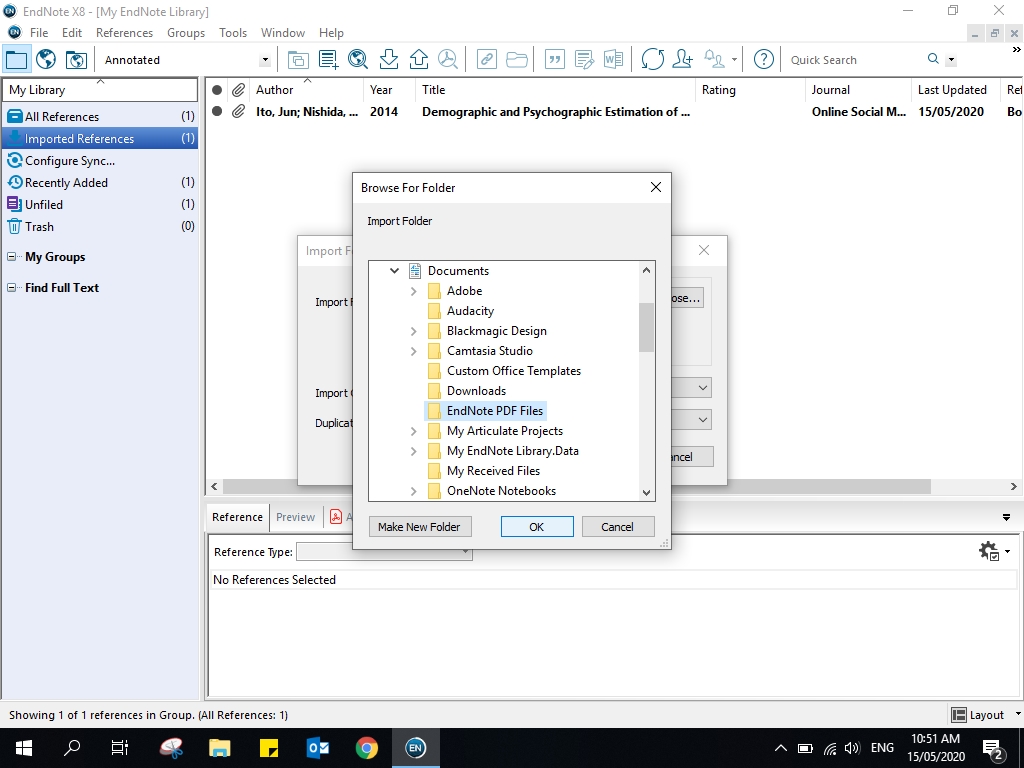 EndNote X8 - [My EndNote Library]
File Edit References Groups Tools Window Help
Annotated
Quick Search
My Library
All References (1)
Imported References (1)
Configure Sync...
Recently Added (1)
Unfiled (1)
Trash (0)
My Groups
Find Full Text
Author Year Title Rating Journal Last Updated Ref
Ito, Jun; Nishida, ... 2014 Demographic and Psychographic Estimation of ... Online Social M... 15/05/2020 Bo
Import F
Import F
ose...
Import O
Duplicat
ncel
Browse For Folder
Import Folder
Documents
Adobe
Audacity
Blackmagic Design
Camtasia Studio
Custom Office Templates
Downloads
EndNote PDF Files
My Articulate Projects
My EndNote Library.Data
My Received Files
OneNote Notebooks
Make New Folder OK Cancel
Reference Preview A
Reference Type:
No References Selected
Showing 1 of 1 references in Group. (All References: 1)
Layout
EN
ENG
10:51 AM
15/05/2020
2